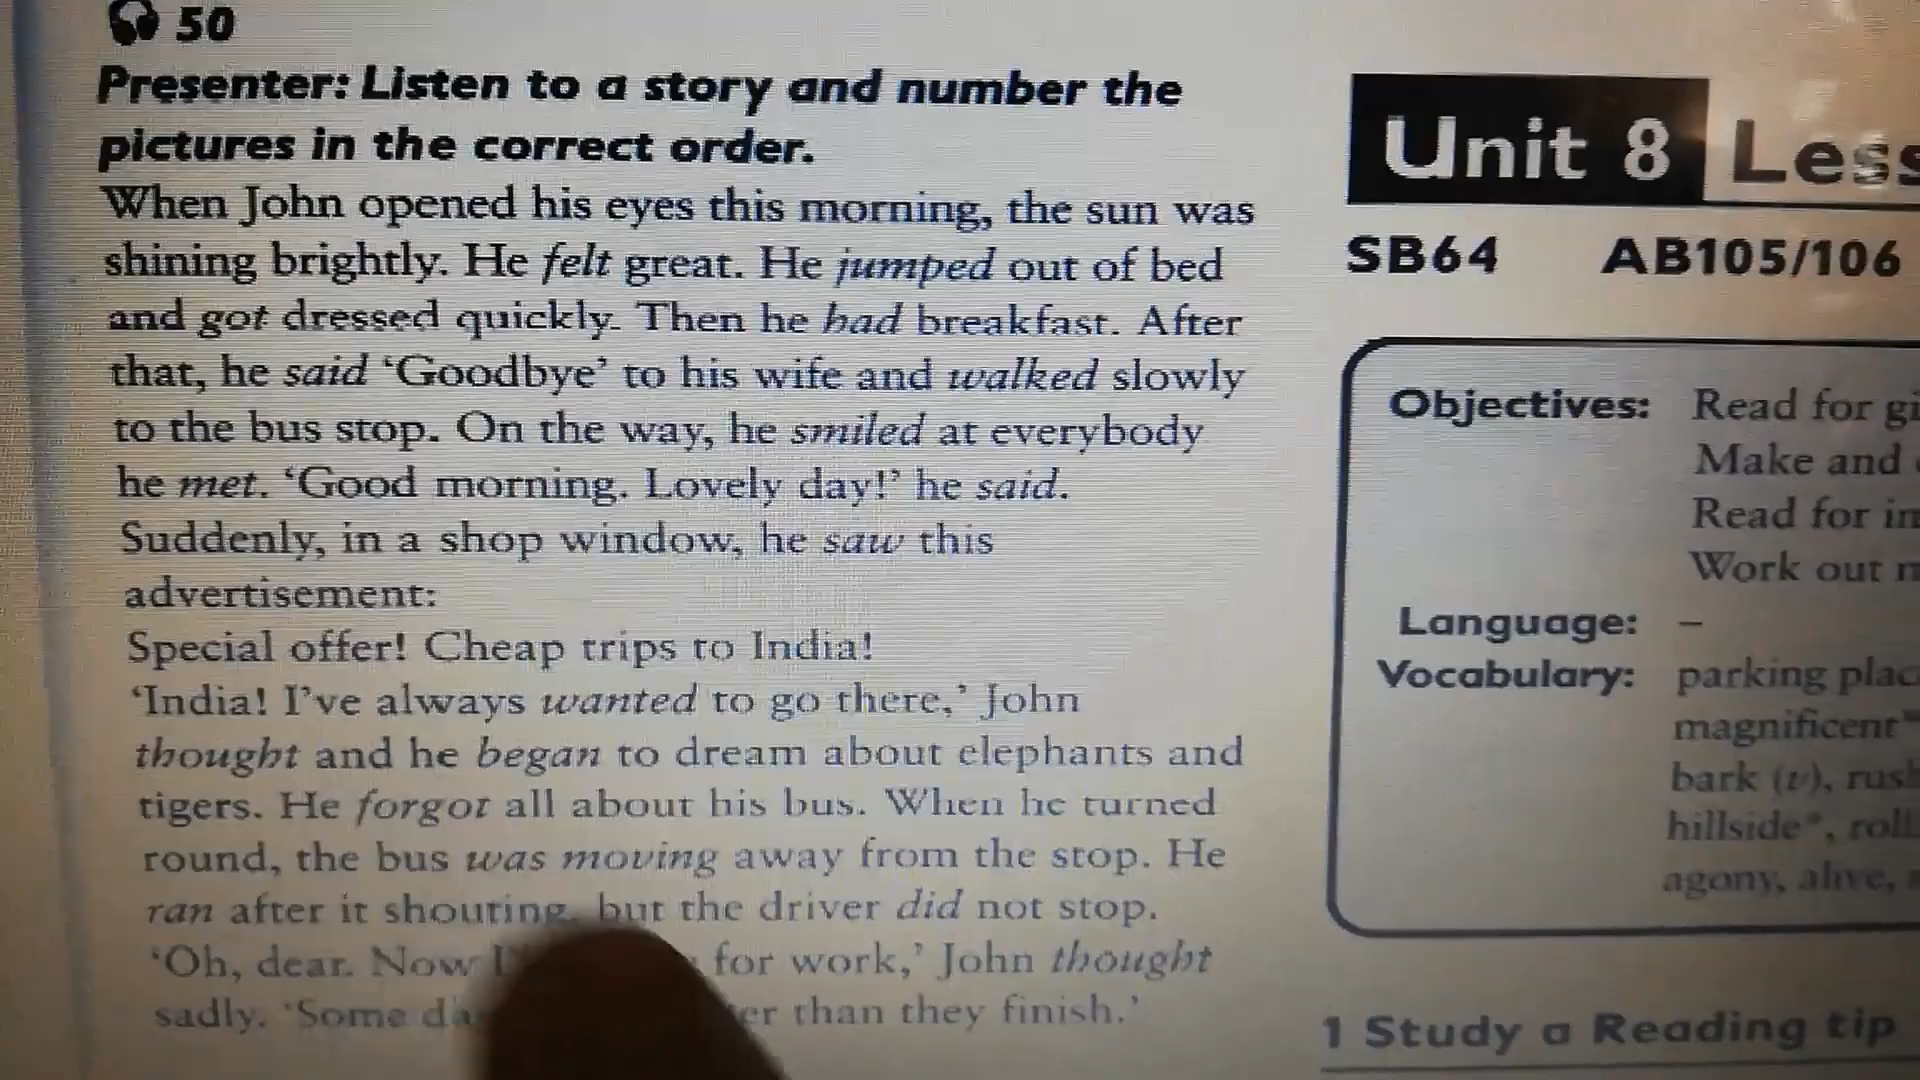 50
Presenter: Listen to a story and number the
pictures in the correct order.
When John opened his eyes this morning, the sun was
shining brightly. He felt great. He jumped out of bed
and got dressed quickly. Then he had breakfast. After
that, he said ‘Goodbye’ to his wife and walked slowly
to the bus stop. On the way, he smiled at everybody
he met. ‘Good morning. Lovely day!’ he said.
Suddenly, in a shop window, he saw this
advertisement:
Special offer! Cheap trips to India!
‘India! I’ve always wanted to go there,’ John
thought and he began to dream about elephants and
tigers. He forgot all about his bus. When he turned
round, the bus was moving away from the stop. He
ran after it shouting, but the driver did not stop.
‘Oh, dear. Now for work,’ John thought
sadly. ‘Some than they finish.’
Unit 8
SB64 AB105/106
Objectives: Read for
Make and
Read for
Work out
Language: –
Vocabulary: parking
magnificent*
bark (v),
hillside*,
agony, alive,
1 Study a Reading tip